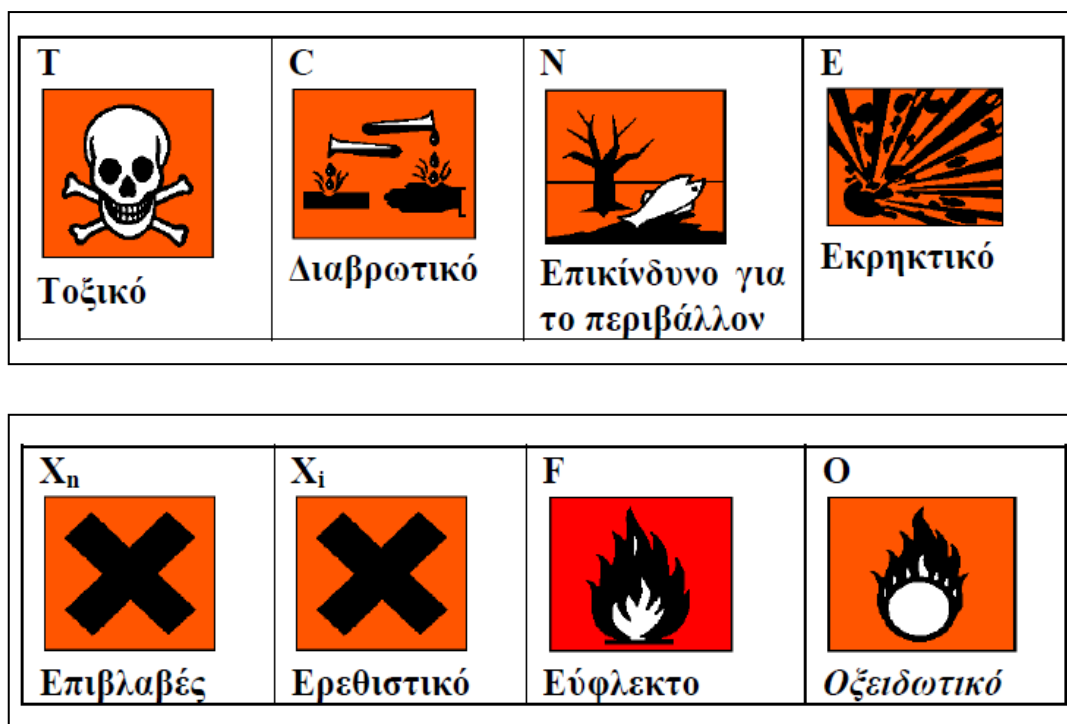 T
C
N
E
Τοξικό
Διαβρωτικό
Επικίνδυνο για
το περιβάλλον
Εκρηκτικό
Xn
Xi
F
O
Επιβλαβές
Ερεθιστικό
Εύφλεκτο
Οξειδωτικό